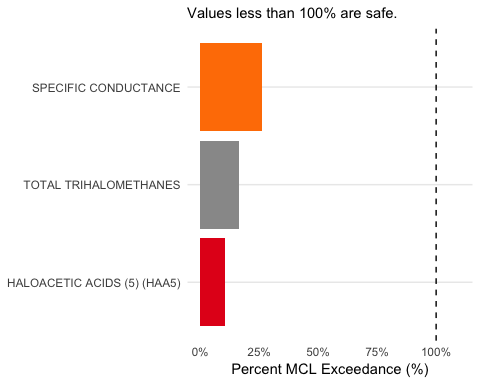 Values less than 100% are safe.
SPECIFIC CONDUCTANCE
TOTAL TRIHALOMETHANES
HALOACETIC ACIDS (5) (HAA5)
0% 25% 50% 75% 100%
Percent MCL Exceedance (%)